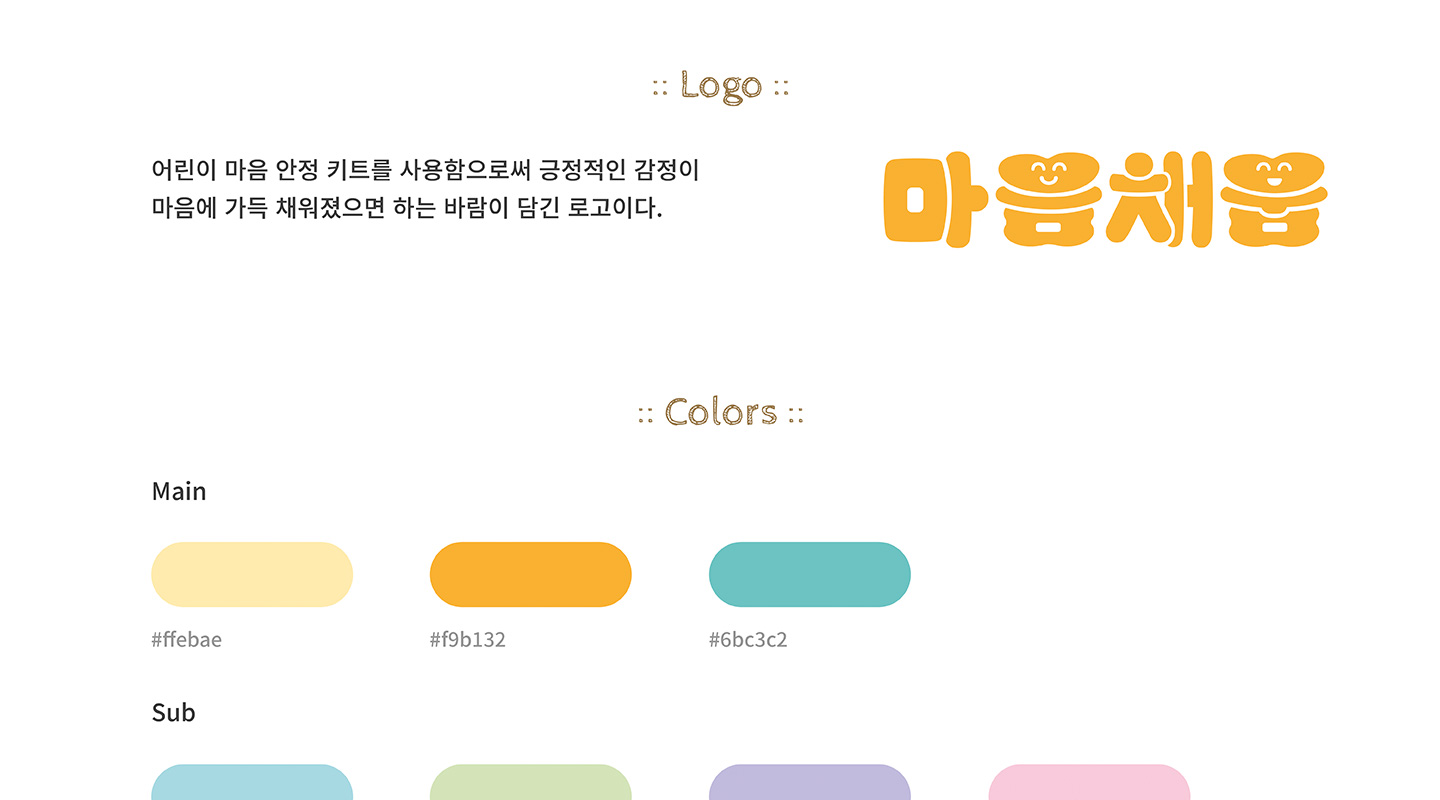 :: Logo ::
어린이 마음 안정 키트를 사용함으로써 긍정적인 감정이
마음에 가득 채워졌으면 하는 바람이 담긴 로고이다.
마음채움
:: Colors ::
Main
#ffebae #f9b132 #6bc3c2
Sub